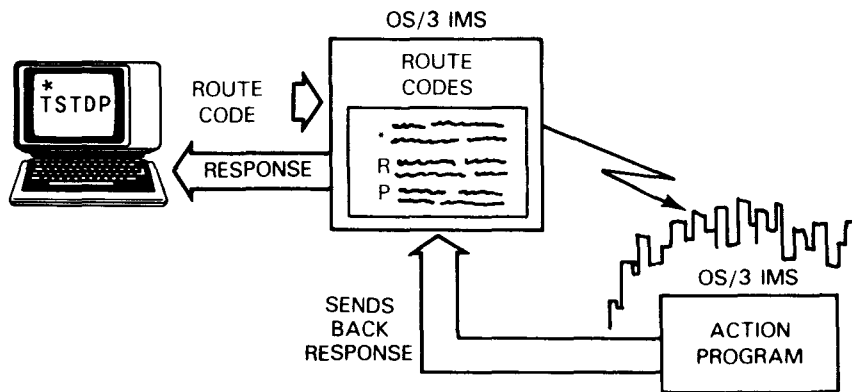 OS/3 IMS
*
TSTDP
ROUTE
CODE
RESPONSE
ROUTE
CODES
.
R
P
SENDS
BACK
RESPONSE
OS/3 IMS
ACTION
PROGRAM